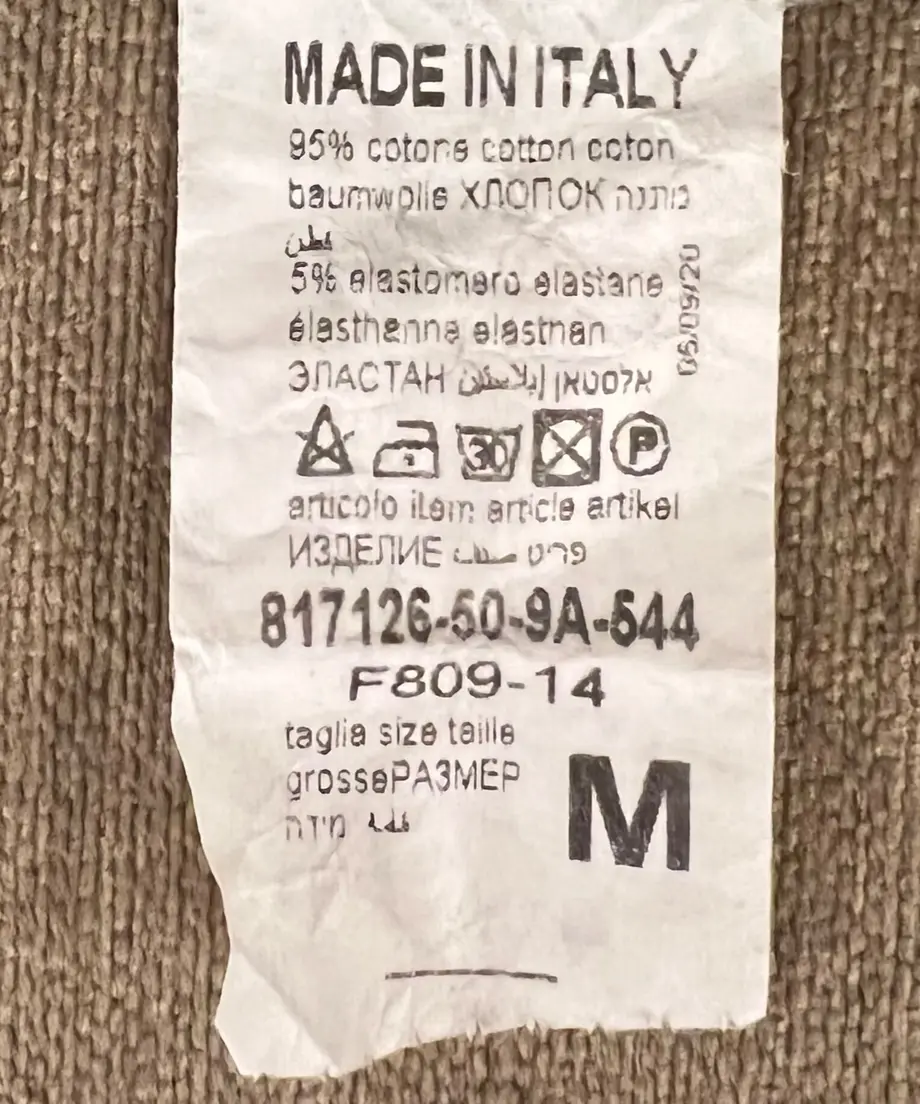 MADE IN ITALY
95% cotone cotton coton
baumwolle ХЛОПОК כותנה
قطن
5% elastomero elastane
élasthanne elasthan
ЭЛАСТАН إيلاستان אלסטאן
05/09/20
30 P
articolo item article artikel
ИЗДЕЛИЕ פריט
817126-50-9A-544
F809-14
taglia size taille
grosseРАЗМЕР
מידה
M